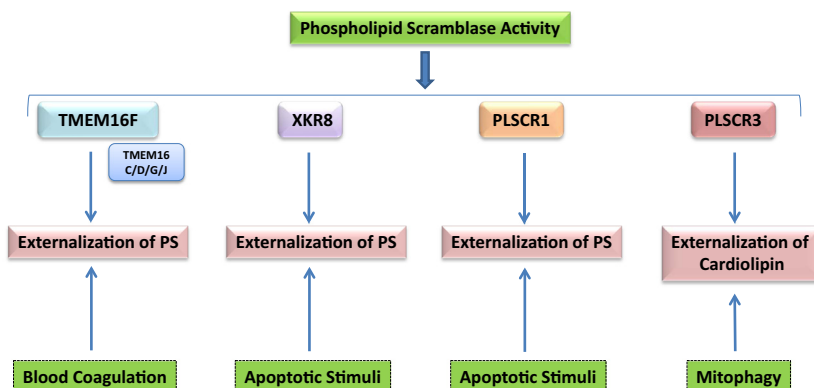 Phospholipid Scramblase Activity
TMEM16F
XKR8
PLSCR1
PLSCR3
TMEM16
C/D/G/J
Externalization of PS
Externalization of PS
Externalization of PS
Externalization of
Cardiolipin
Blood Coagulation
Apoptotic Stimuli
Apoptotic Stimuli
Mitophagy